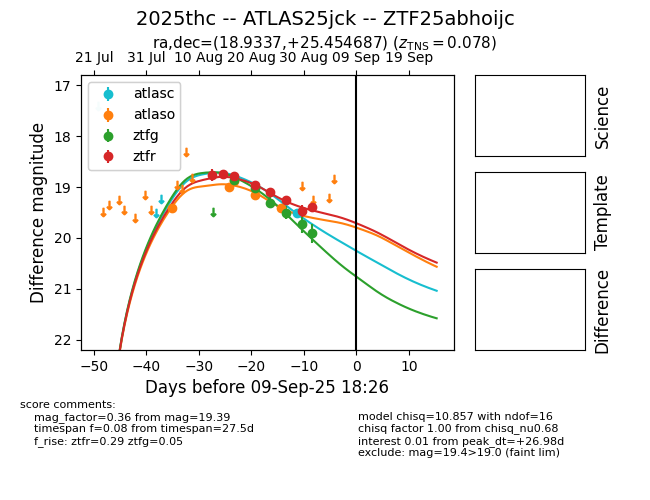 2025thc -- ATLAS25jck -- ZTF25abhoijc
ra,dec=(18.9337,+25.454687) (z_TNS = 0.078)
21 Jul 31 Jul 10 Aug 20 Aug 30 Aug 09 Sep 19 Sep
atlasc
atlaso
ztfg
ztfr
17
18
19
20
21
22
Difference magnitude
−50 −40 −30 −20 −10 0 10
Days before 09-Sep-25 18:26
Science
Template
Difference
score comments:
mag_factor=0.36 from mag=19.39
timespan f=0.08 from timespan=27.5d
f_rise: ztfr=0.29 ztfg=0.05
model chisq=10.857 with ndof=16
chisq factor 1.00 from chisq_nu0.68
interest 0.01 from peak_dt=+26.98d
exclude: mag=19.4>19.0 (faint lim)